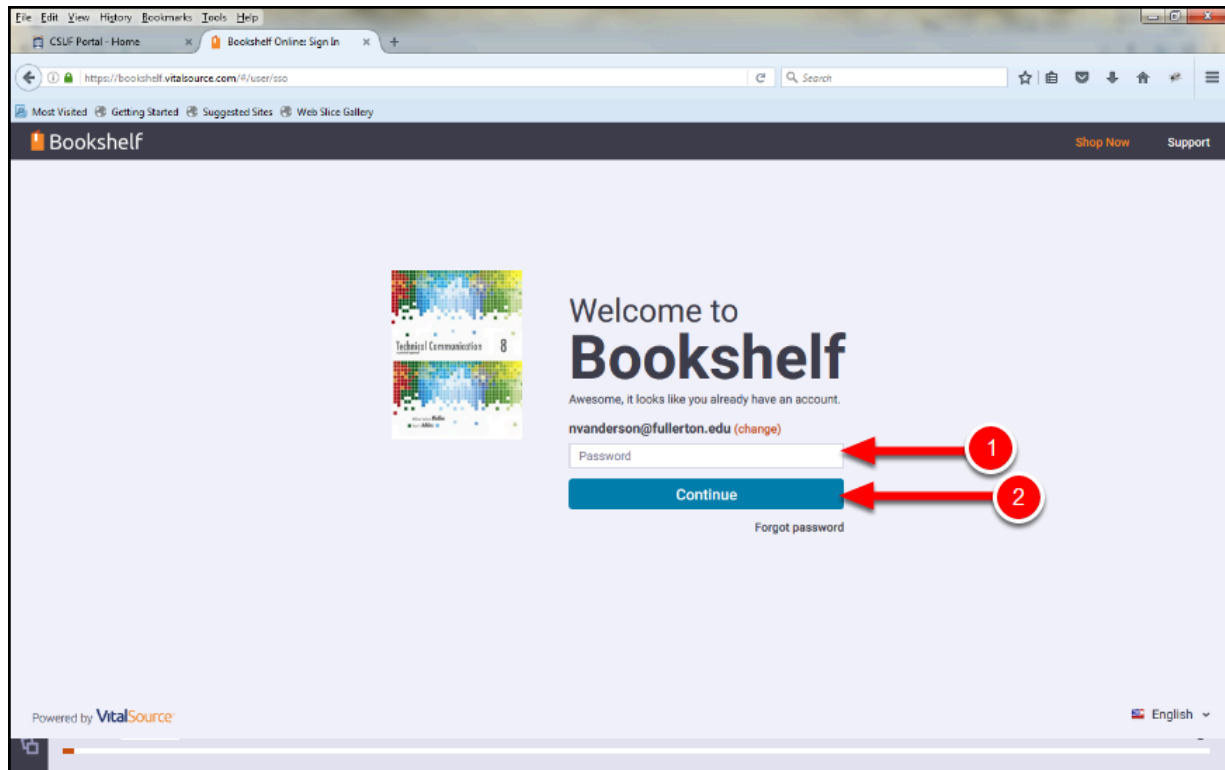 File Edit View History Bookmarks Tools Help
CSUF Portal - Home
Bookshelf Online: Sign In
https://bookshelf.vitalsource.com/#/user/sso
Search
Most Visited Getting Started Suggested Sites Web Slice Gallery
Bookshelf
Shop Now Support
Technical Communication 8
Welcome to
Bookshelf
Awesome, it looks like you already have an account.
nvanderson@fullerton.edu (change)
Password
1
Continue
2
Forgot password
Powered by VitalSource
English